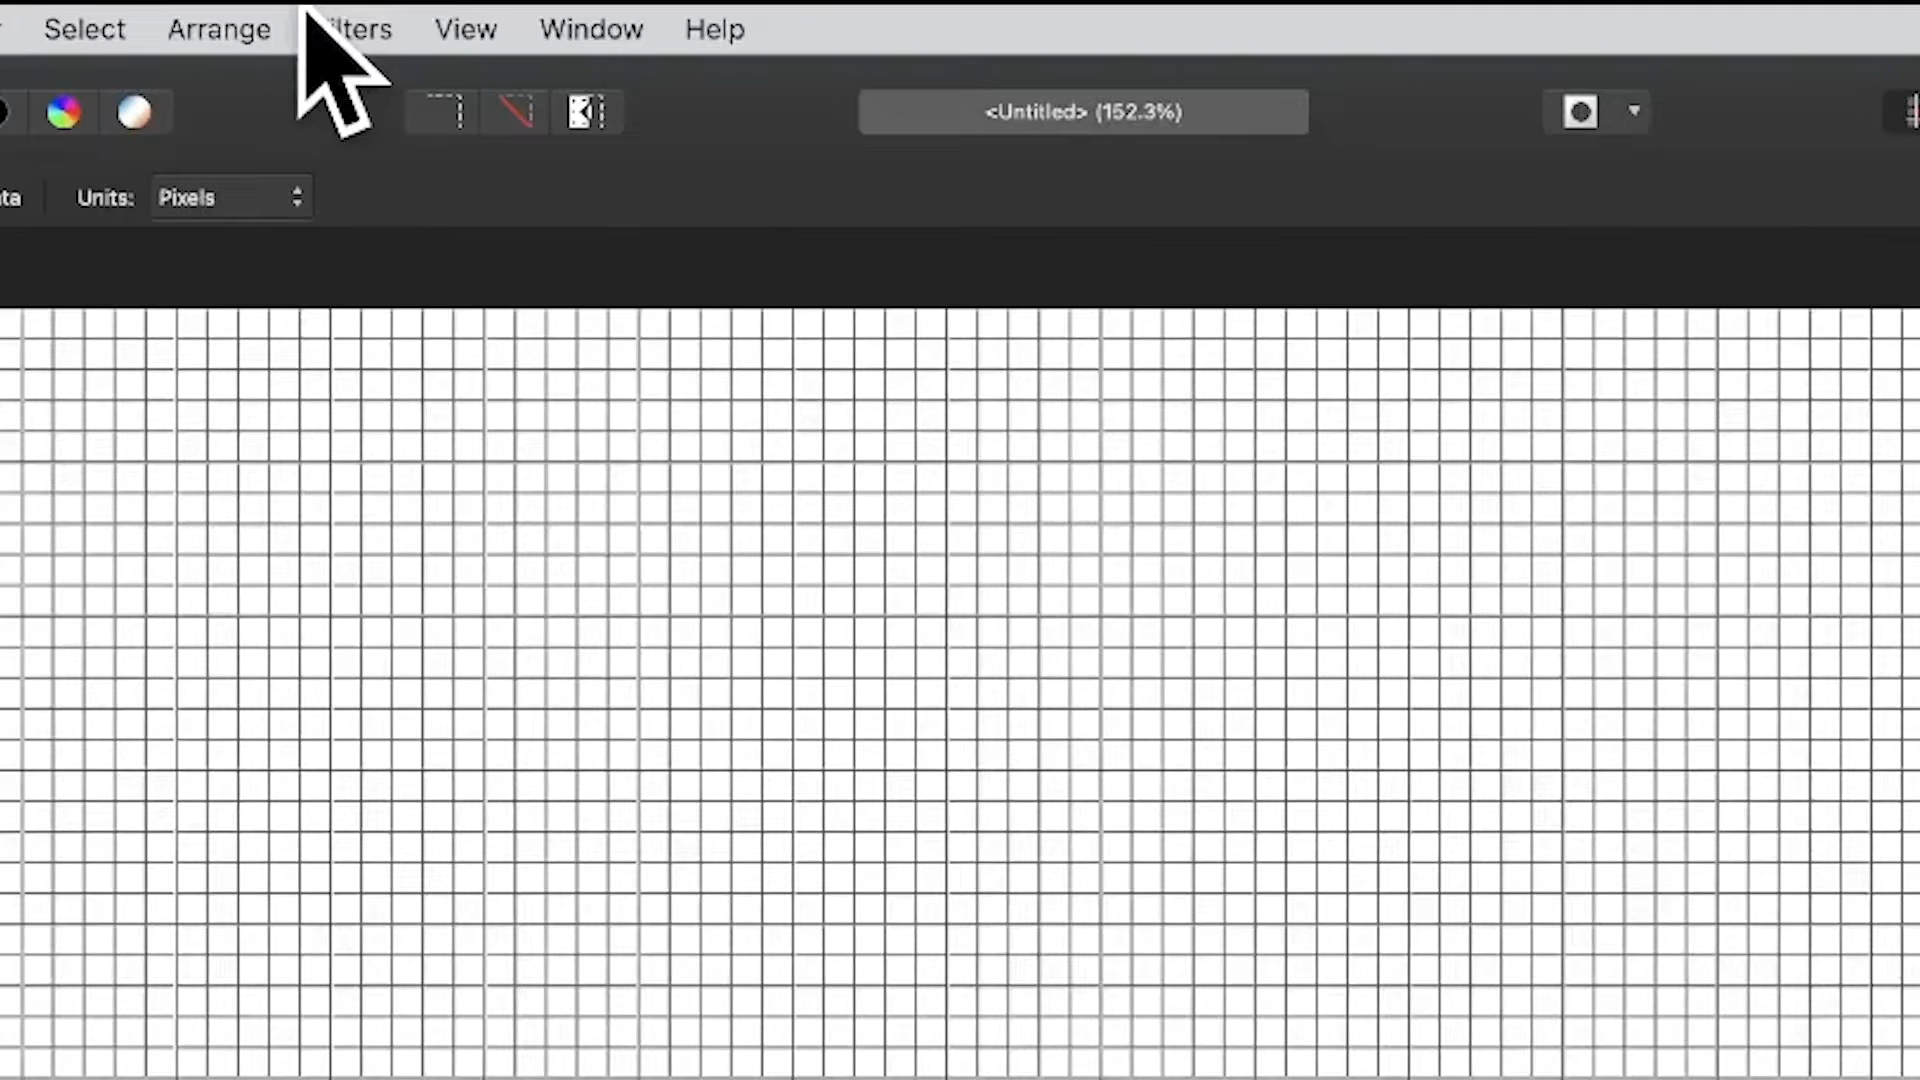 Select Arrange View Window Help
<Untitled> (152.3%)
Units: Pixels